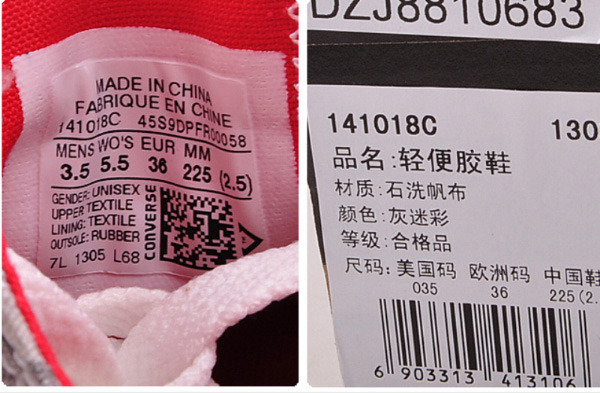 MADE IN CHINA
FABRIQUE EN CHINE
141018C 45S9DPFR00058
MENS WO'S EUR MM
3.5 5.5 36 225 (2.5)
GENDER: UNISEX
UPPER: TEXTILE
LINING: TEXTILE
OUTSOLE: RUBBER
7L 1305 L68
CONVERSE
DZJ8810683
141018C 130
品名:轻便胶鞋
材质:石洗帆布
颜色:灰迷彩
等级:合格品
尺码:美国码 欧洲码 中国鞋
035 36 225(2.
6 903313 413106